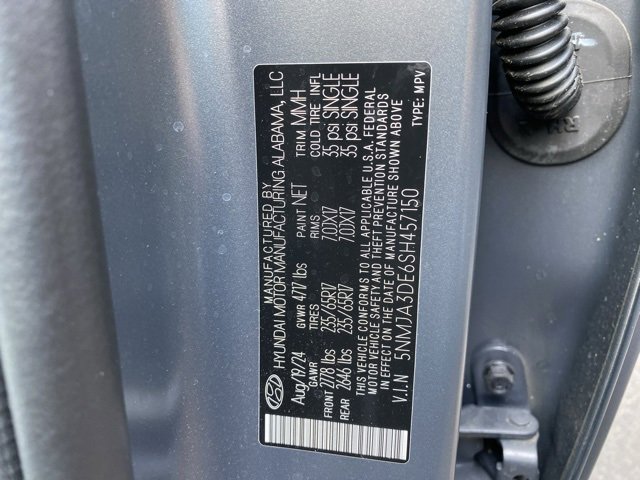 MANUFACTURED BY
HYUNDAI MOTOR MANUFACTURING ALABAMA, LLC
Aug/19/24 GVWR 4717 lbs PAINT NET TRIM MMH
GAWR RIMS COLD TIRE INFL
FRONT 2778 lbs 235/65R17 7.0JX17 35 psi SINGLE
REAR 2646 lbs 235/65R17 7.0JX17 35 psi SINGLE
THIS VEHICLE CONFORMS TO ALL APPLICABLE U.S.A. FEDERAL
MOTOR VEHICLE SAFETY AND THEFT PREVENTION STANDARDS
IN EFFECT ON THE DATE OF MANUFACTURE SHOWN ABOVE
V.I.N 5NMJA3DE6SH457150 TYPE: MPV